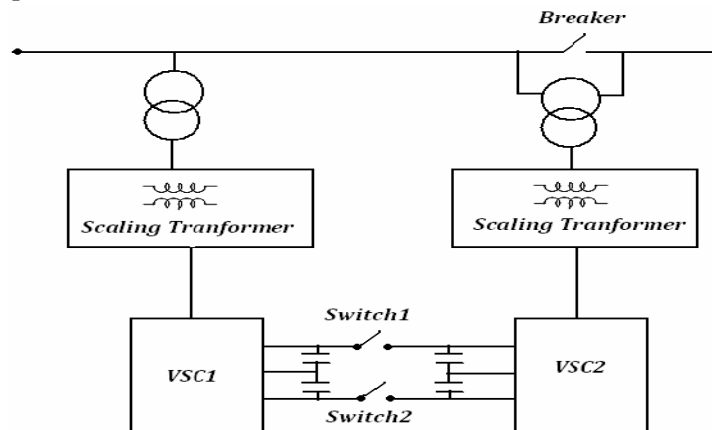 Breaker
Scaling Tranformer
Scaling Tranformer
Switch1
VSC1
VSC2
Switch2